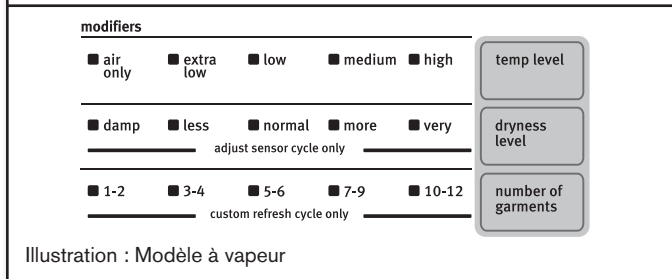 modifiers
air only extra low low medium high temp level
damp less normal more very dryness level
adjust sensor cycle only
1-2 3-4 5-6 7-9 10-12 number of garments
custom refresh cycle only
Illustration : Modèle à vapeur